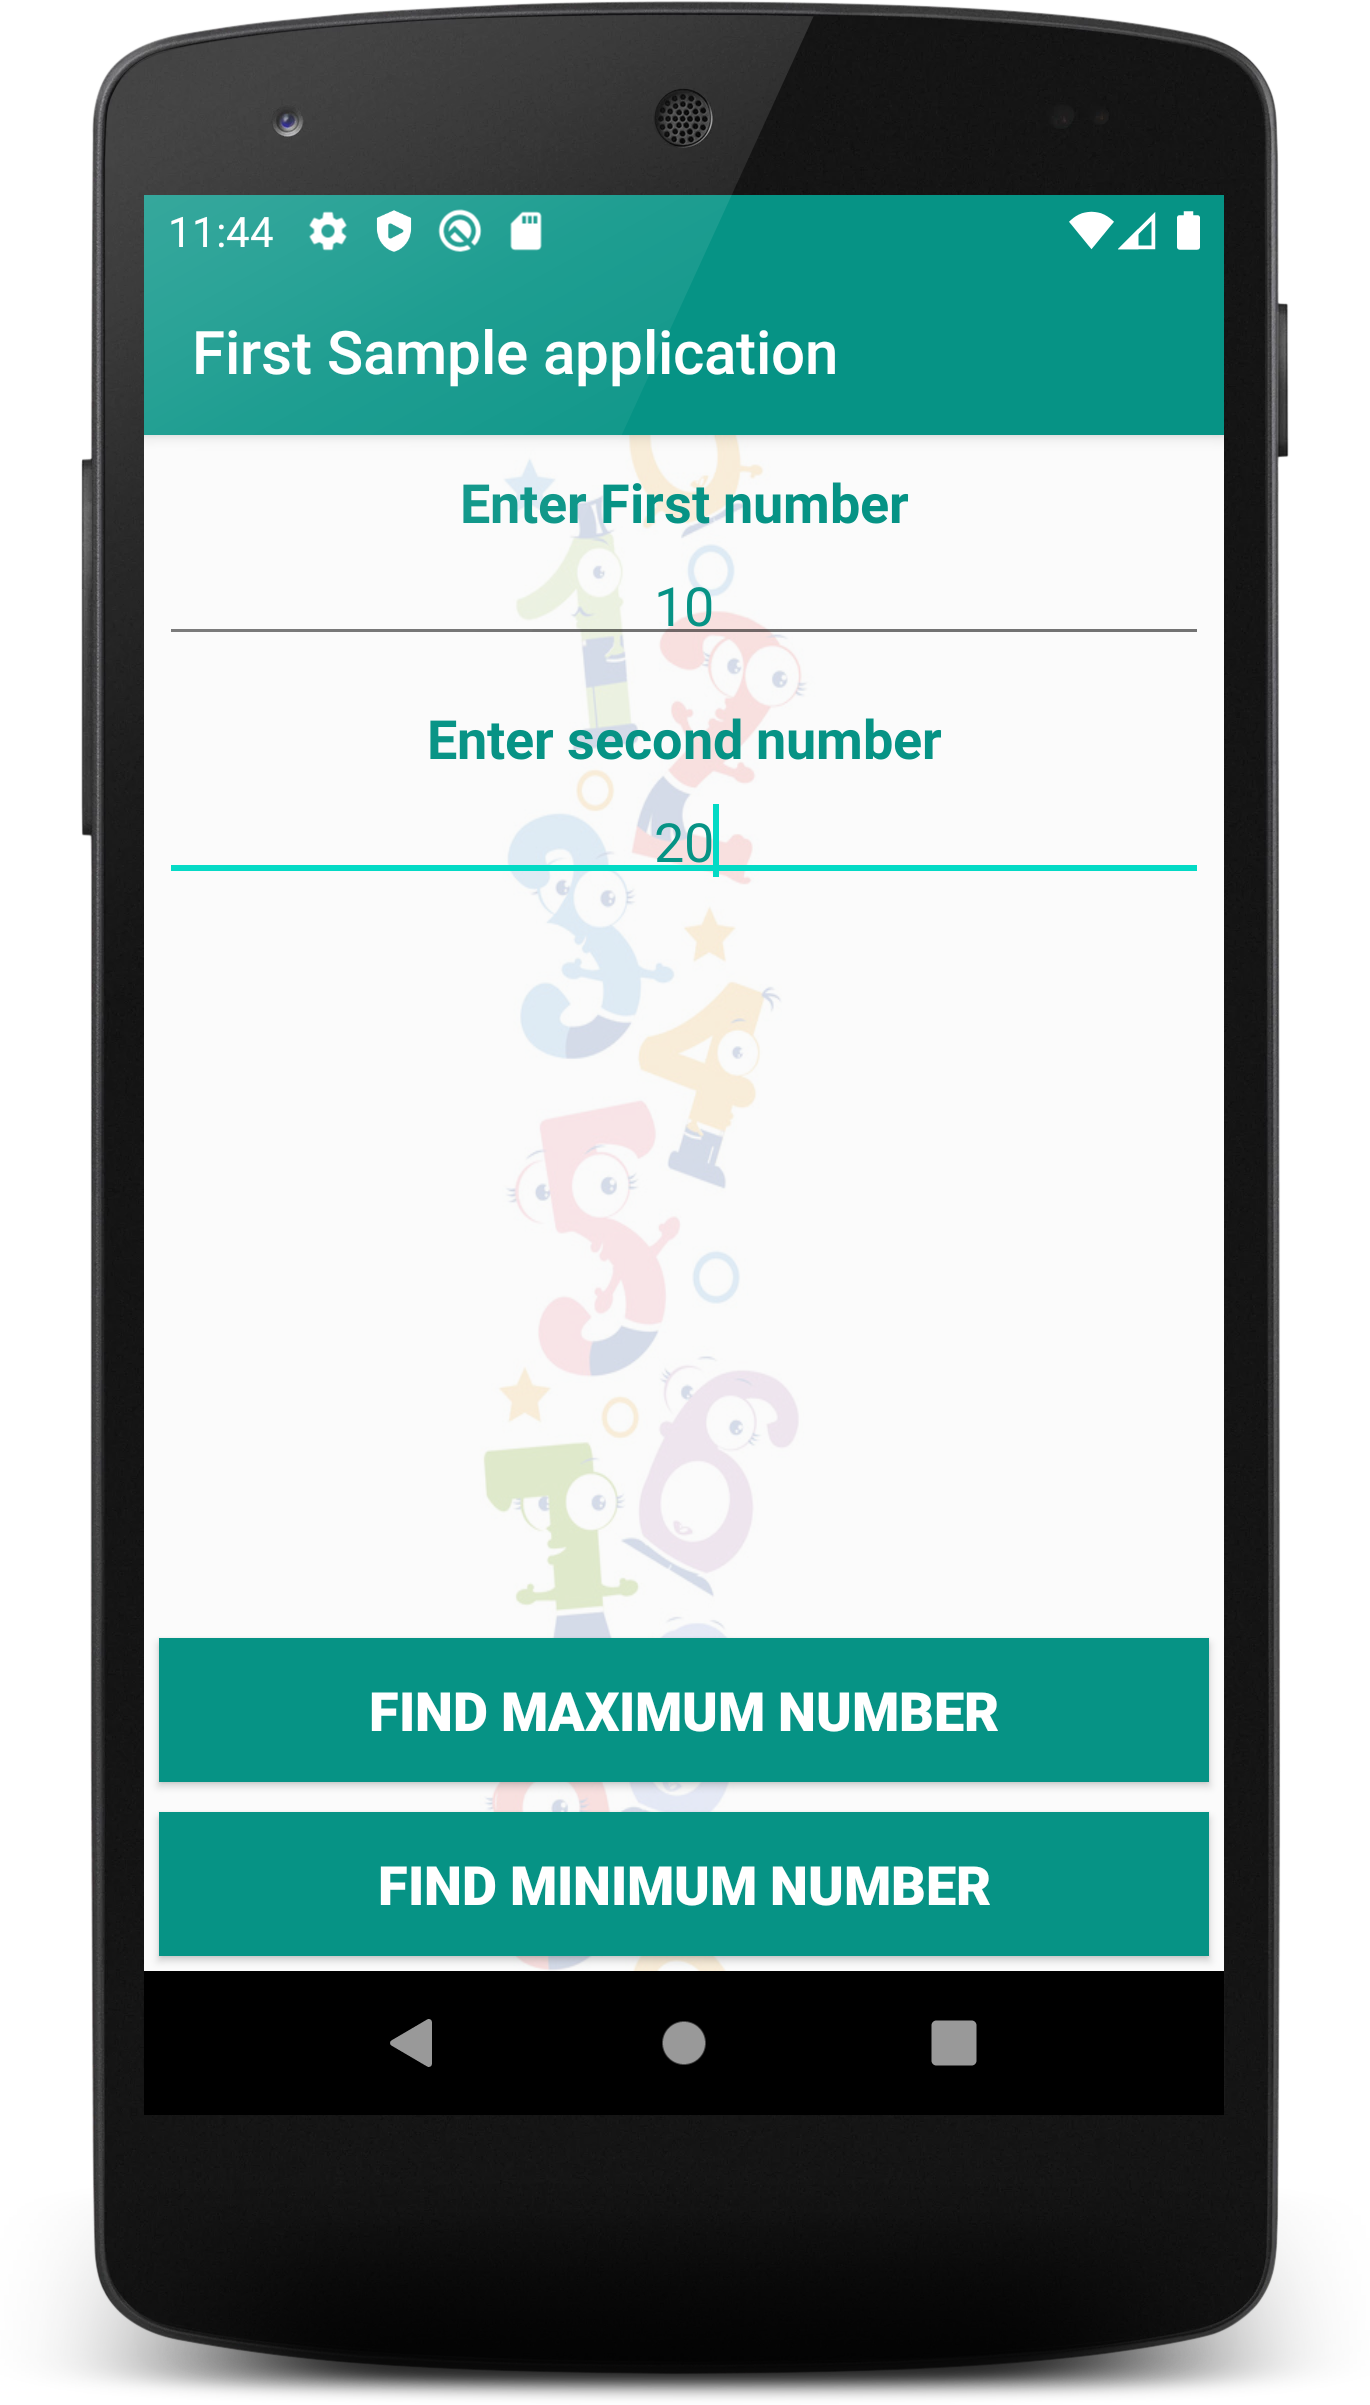 11:44
First Sample application
Enter First number
10
Enter second number
20
FIND MAXIMUM NUMBER
FIND MINIMUM NUMBER